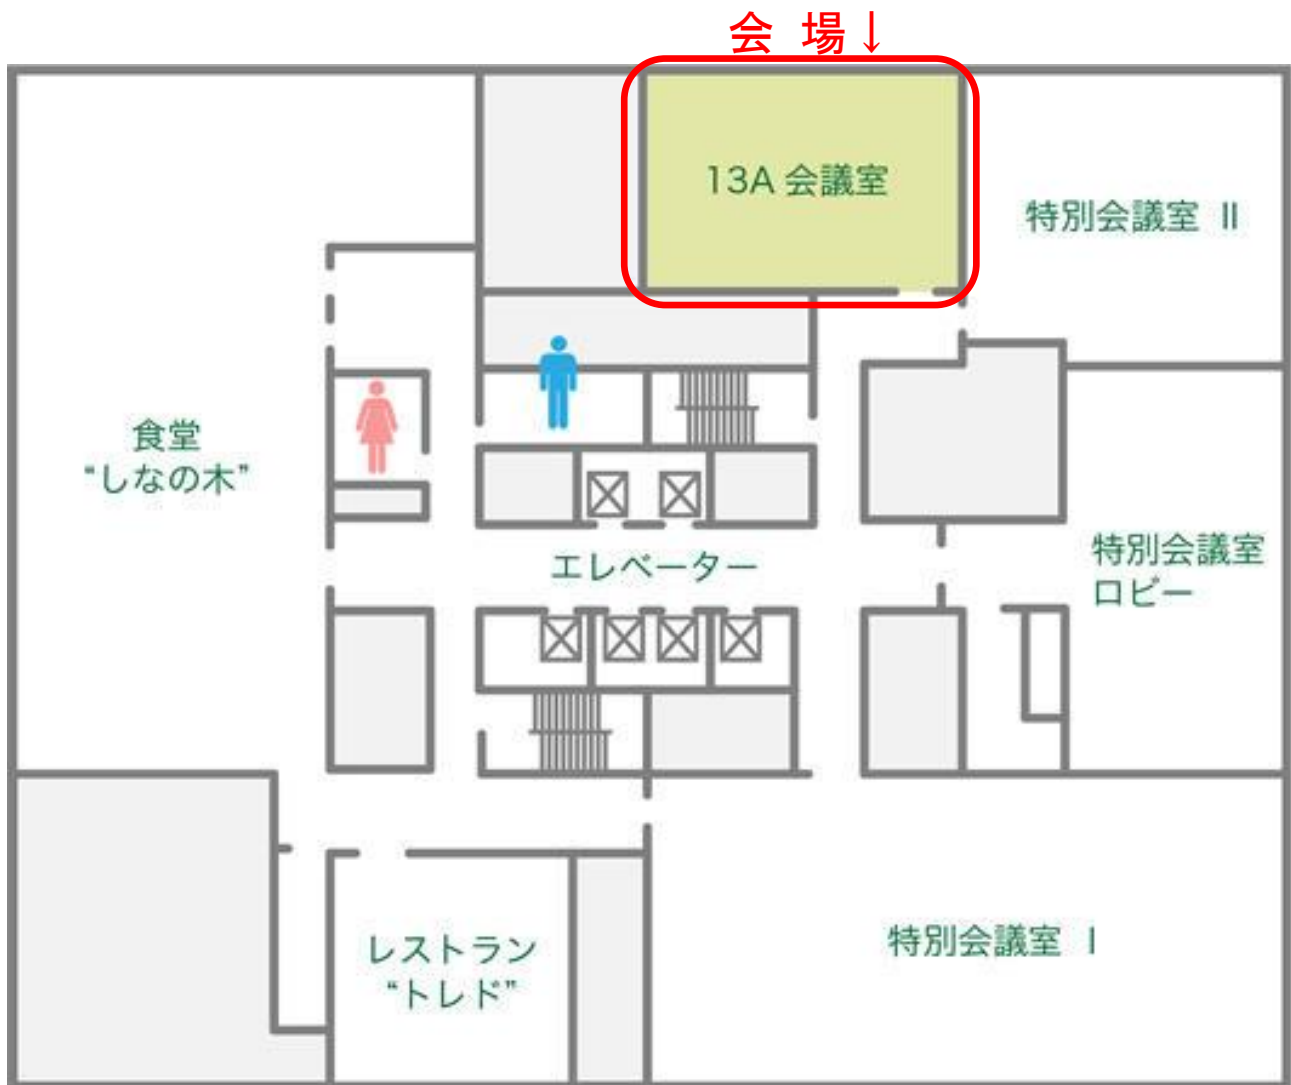 会 場↓
13A 会議室
特別会議室 II
食堂
“しなの木”
エレベーター
特別会議室
ロビー
レストラン
“トレド”
特別会議室 I